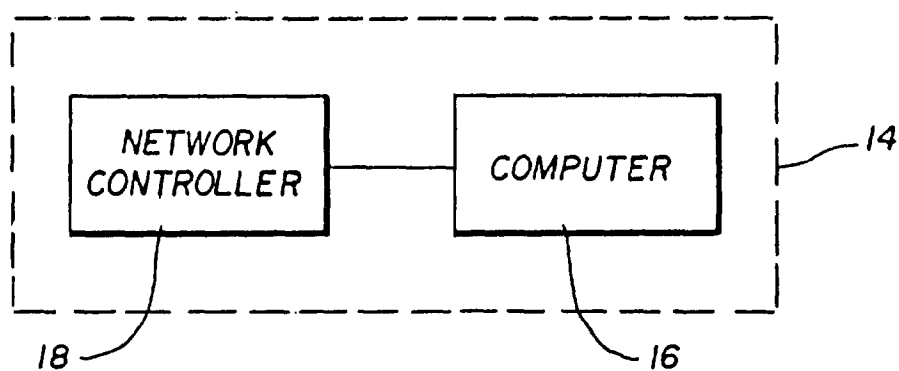 NETWORK
CONTROLLER
COMPUTER
14
18
16